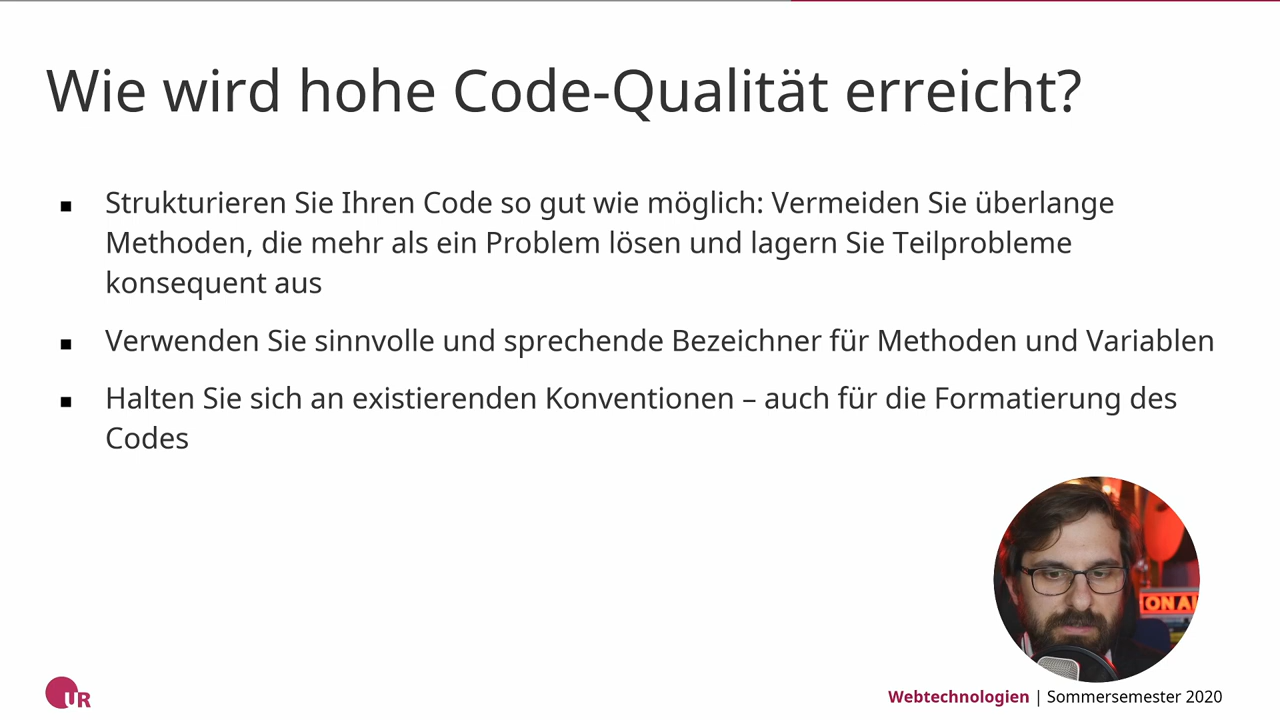 Wie wird hohe Code-Qualität erreicht?
Strukturieren Sie Ihren Code so gut wie möglich: Vermeiden Sie überlange
Methoden, die mehr als ein Problem lösen und lagern Sie Teilprobleme
konsequent aus
Verwenden Sie sinnvolle und sprechende Bezeichner für Methoden und Variablen
Halten Sie sich an existierenden Konventionen – auch für die Formatierung des
Codes
ON A
UR
Webtechnologien | Sommersemester 2020